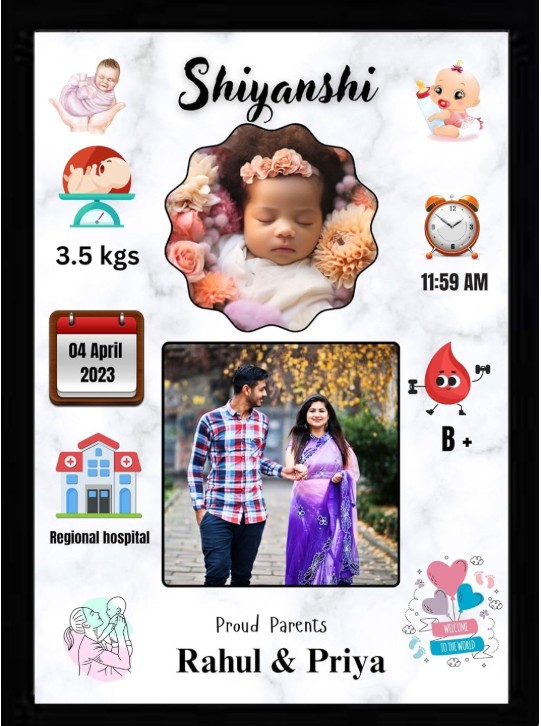 Shiyanshi
3.5 kgs
12
11:59 AM
04 April
2023
B +
Regional hospital
WELCOME
TO THE WORLD
Proud Parents
Rahul & Priya